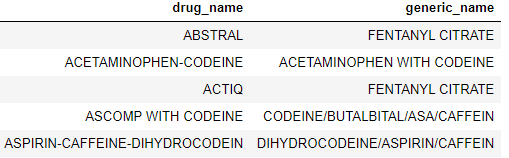 drug_name generic_name
ABSTRAL FENTANYL CITRATE
ACETAMINOPHEN-CODEINE ACETAMINOPHEN WITH CODEINE
ACTIQ FENTANYL CITRATE
ASCOMP WITH CODEINE CODEINE/BUTALBITAL/ASA/CAFFEIN
ASPIRIN-CAFFEINE-DIHYDROCODEIN DIHYDROCODEINE/ASPIRIN/CAFFEIN